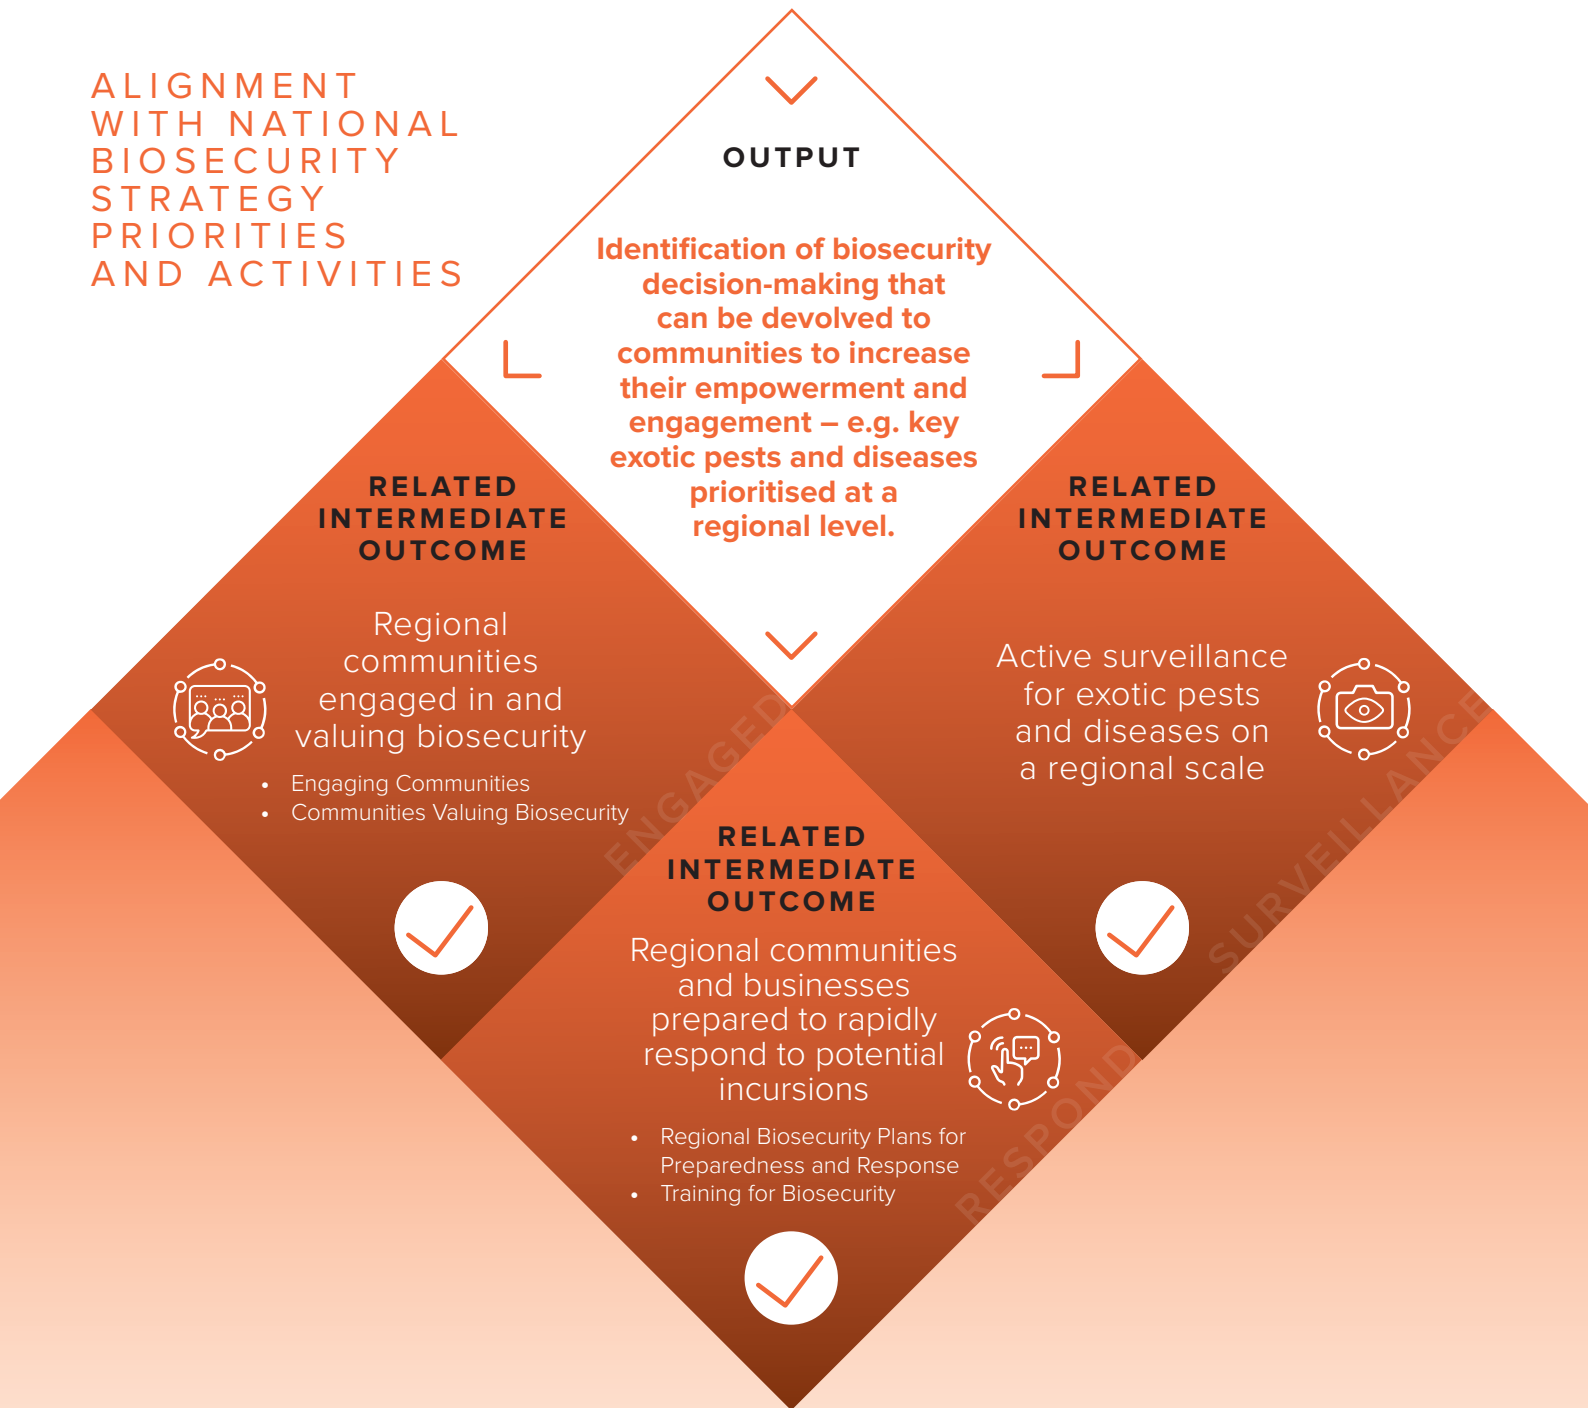 ALIGNMENT
WITH NATIONAL
BIOSECURITY
STRATEGY
PRIORITIES
AND ACTIVITIES
OUTPUT
Identification of biosecurity
decision-making that
can be devolved to
communities to increase
their empowerment and
engagement – e.g. key
exotic pests and diseases
prioritised at a
regional level.
RELATED
INTERMEDIATE
OUTCOME
Regional
communities
engaged in and
valuing biosecurity
• Engaging Communities
• Communities Valuing Biosecurity
ENGAGED
RELATED
INTERMEDIATE
OUTCOME
Active surveillance
for exotic pests
and diseases on
a regional scale
SURVEILLANCE
RELATED
INTERMEDIATE
OUTCOME
Regional communities
and businesses
prepared to rapidly
respond to potential
incursions
• Regional Biosecurity Plans for
Preparedness and Response
• Training for Biosecurity
RESPOND